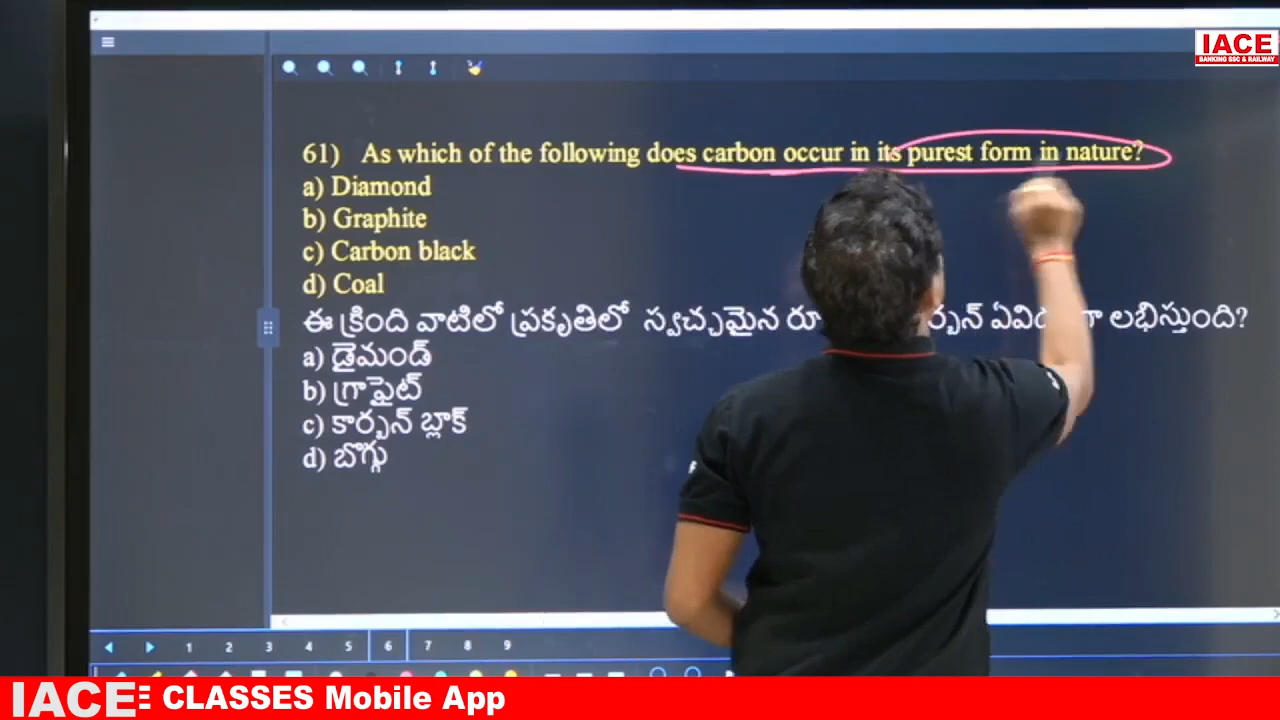 IACE
BANKING SSC & RAILWAY
61) As which of the following does carbon occur in its purest form in nature?
a) Diamond
b) Graphite
c) Carbon black
d) Coal
ఈ క్రింది వాటిలో ప్రకృతిలో స్వచ్ఛమైన లభిస్తుంది?
a) డైమండ్
b) గ్రాఫైట్
c) కార్బన్ బ్లాక్
d) బొగ్గు
1 2 3 4 5 6 7 8 9
IACE CLASSES Mobile App